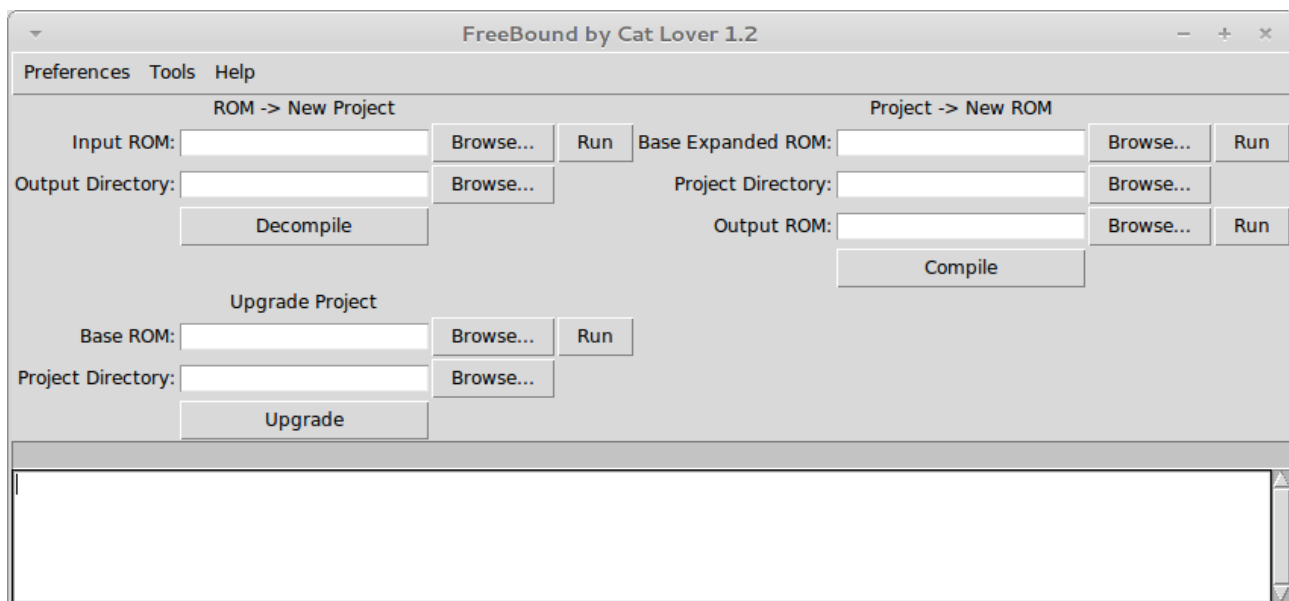 FreeBound by Cat Lover 1.2
Preferences Tools Help
ROM -> New Project
Input ROM: Browse... Run
Output Directory: Browse...
Decompile
Project -> New ROM
Base Expanded ROM: Browse... Run
Project Directory: Browse...
Output ROM: Browse... Run
Compile
Upgrade Project
Base ROM: Browse... Run
Project Directory: Browse...
Upgrade